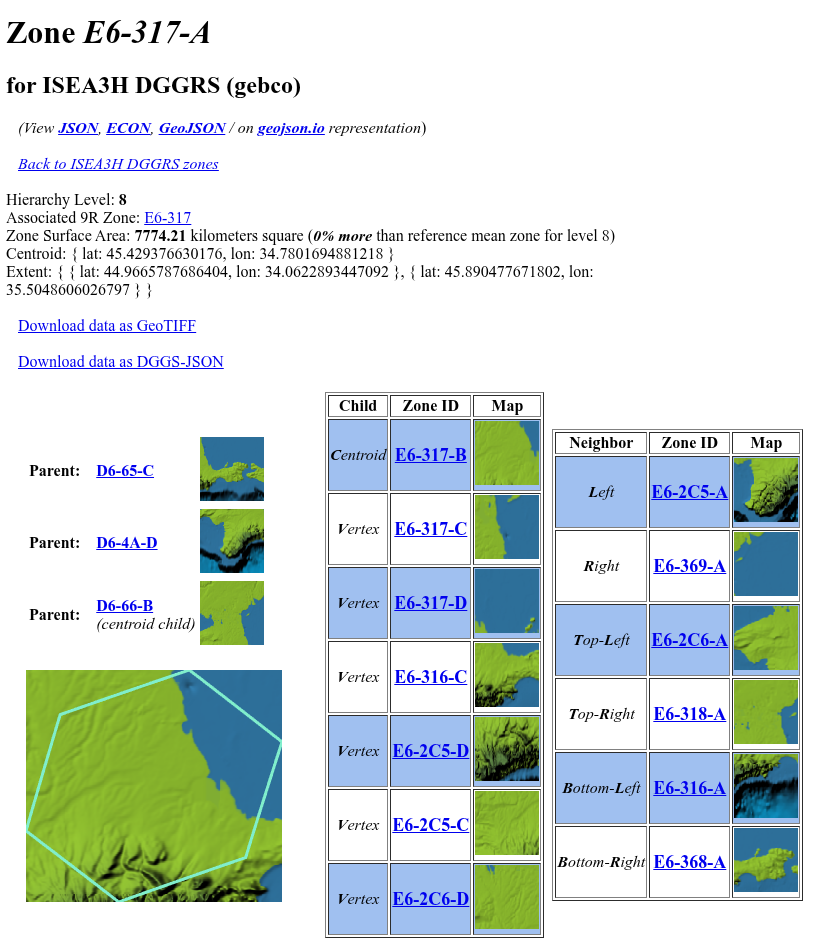 Zone E6-317-A
for ISEA3H DGGRS (gebco)
(View JSON, ECON, GeoJSON / on geojson.io representation)
Back to ISEA3H DGGRS zones
Hierarchy Level: 8
Associated 9R Zone: E6-317
Zone Surface Area: 7774.21 kilometers square (0% more than reference mean zone for level 8)
Centroid: { lat: 45.429376630176, lon: 34.7801694881218 }
Extent: { { lat: 44.9665787686404, lon: 34.0622893447092 }, { lat: 45.890477671802, lon:
35.5048606026797 } }
Download data as GeoTIFF
Download data as DGGS-JSON
Parent: D6-65-C
Parent: D6-4A-D
Parent: D6-66-B
(centroid child)
Child Zone ID Map
Centroid E6-317-B
Vertex E6-317-C
Vertex E6-317-D
Vertex E6-316-C
Vertex E6-2C5-D
Vertex E6-2C5-C
Vertex E6-2C6-D
Neighbor Zone ID Map
Left E6-2C5-A
Right E6-369-A
Top-Left E6-2C6-A
Top-Right E6-318-A
Bottom-Left E6-316-A
Bottom-Right E6-368-A